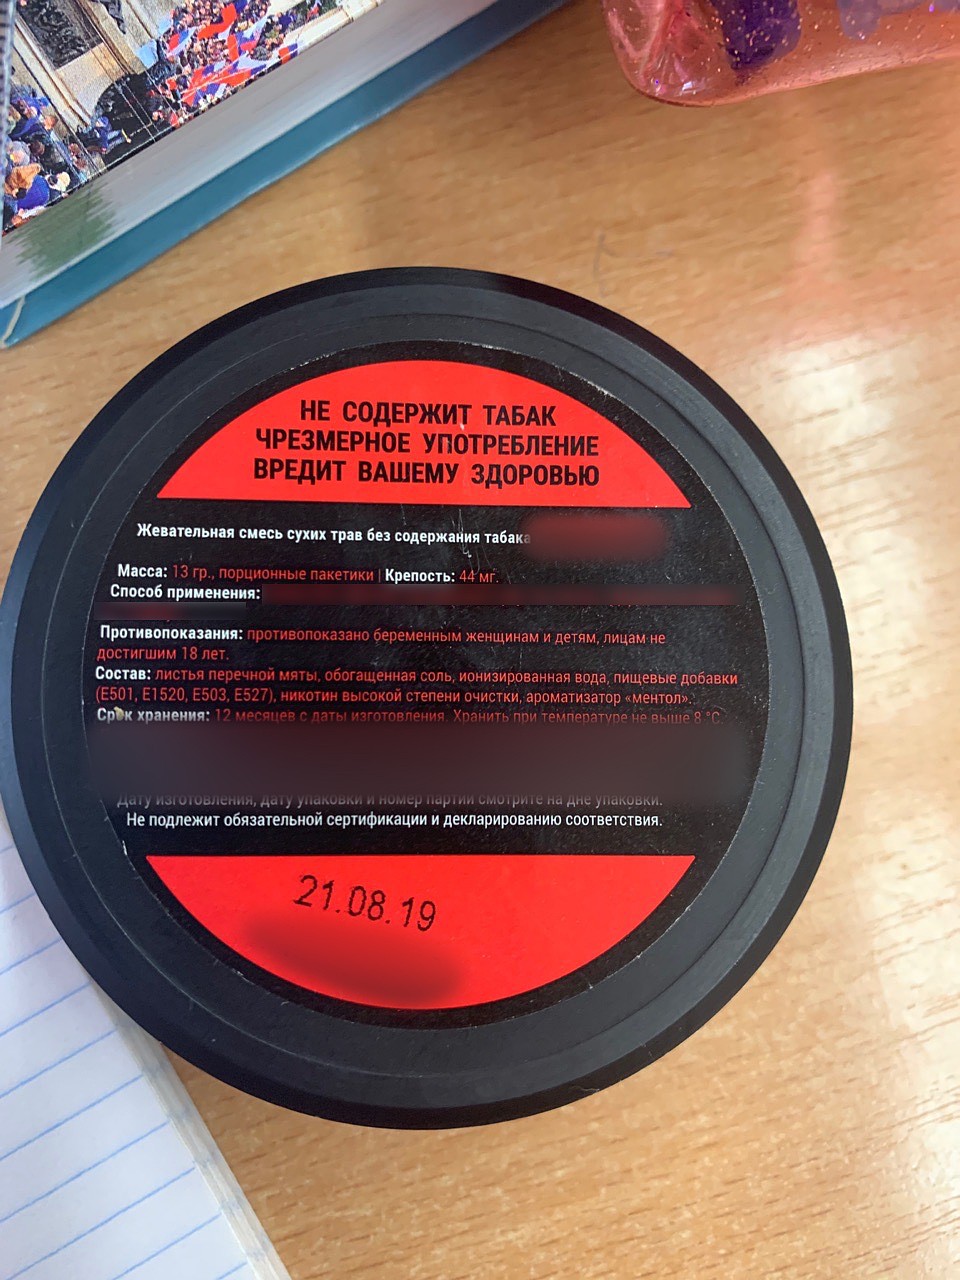 НЕ СОДЕРЖИТ ТАБАК
ЧРЕЗМЕРНОЕ УПОТРЕБЛЕНИЕ
ВРЕДИТ ВАШЕМУ ЗДОРОВЬЮ
Жевательная смесь сухих трав без содержания табака
Масса: 13 гр., порционные пакетики | Крепость: 44 мг.
Способ применения:
Противопоказания: противопоказано беременным женщинам и детям, лицам не
достигшим 18 лет.
Состав: листья перечной мяты, обогащенная соль, ионизированная вода, пищевые добавки
(Е501, Е1520, Е503, Е527), никотин высокой степени очистки, ароматизатор «ментол».
Срок хранения: 12 месяцев с даты изготовления. Хранить при температуре не выше 8 °С
Дату изготовления, дату упаковки и номер партии смотрите на дне упаковки.
Не подлежит обязательной сертификации и декларированию соответствия.
21.08.19